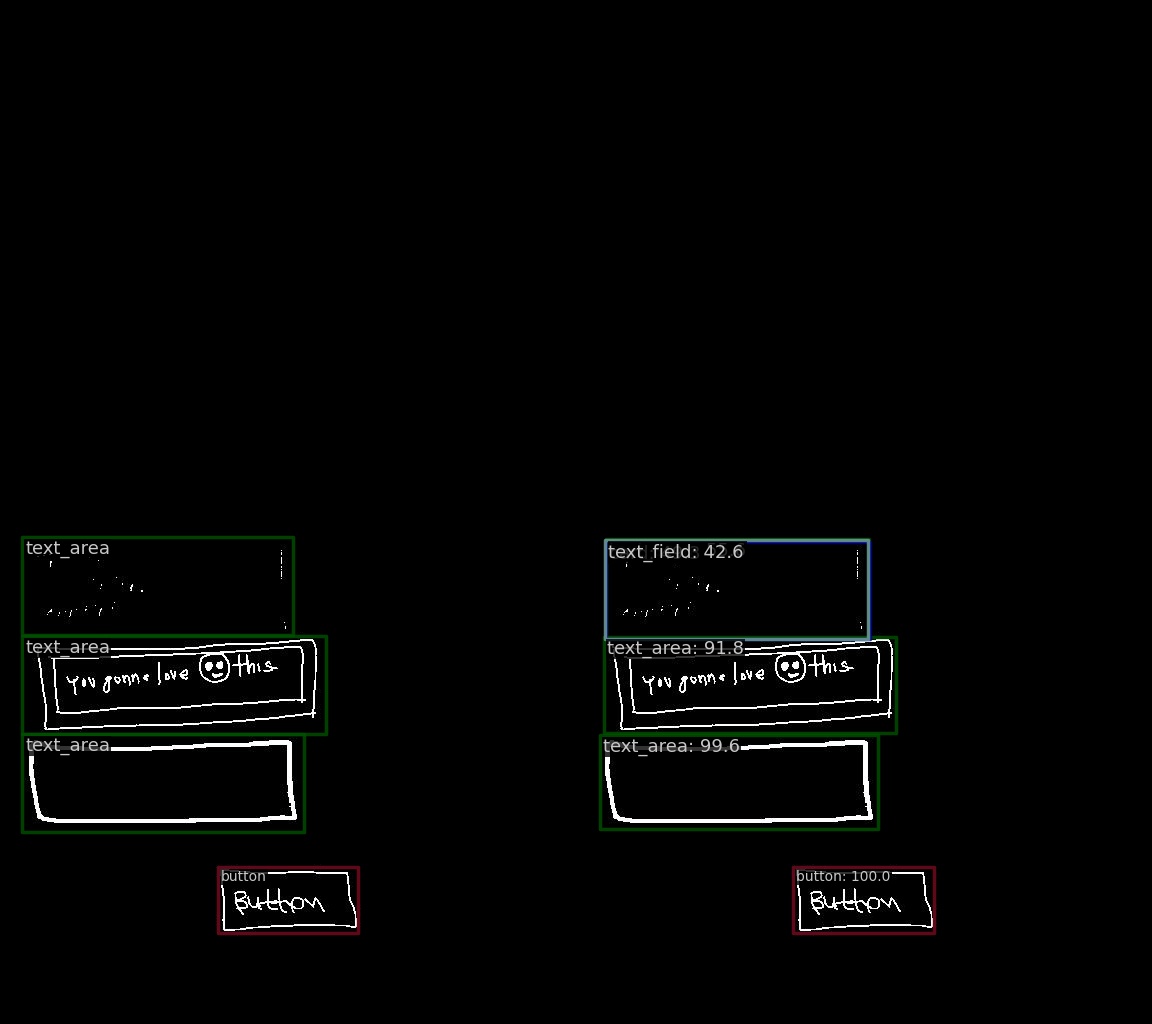 text_area
text_field: 42.6
text_area
text_area: 91.8
You gonna love this
You gonna love this
text_area
text_area: 99.6
button
button: 100.0
Button
Button